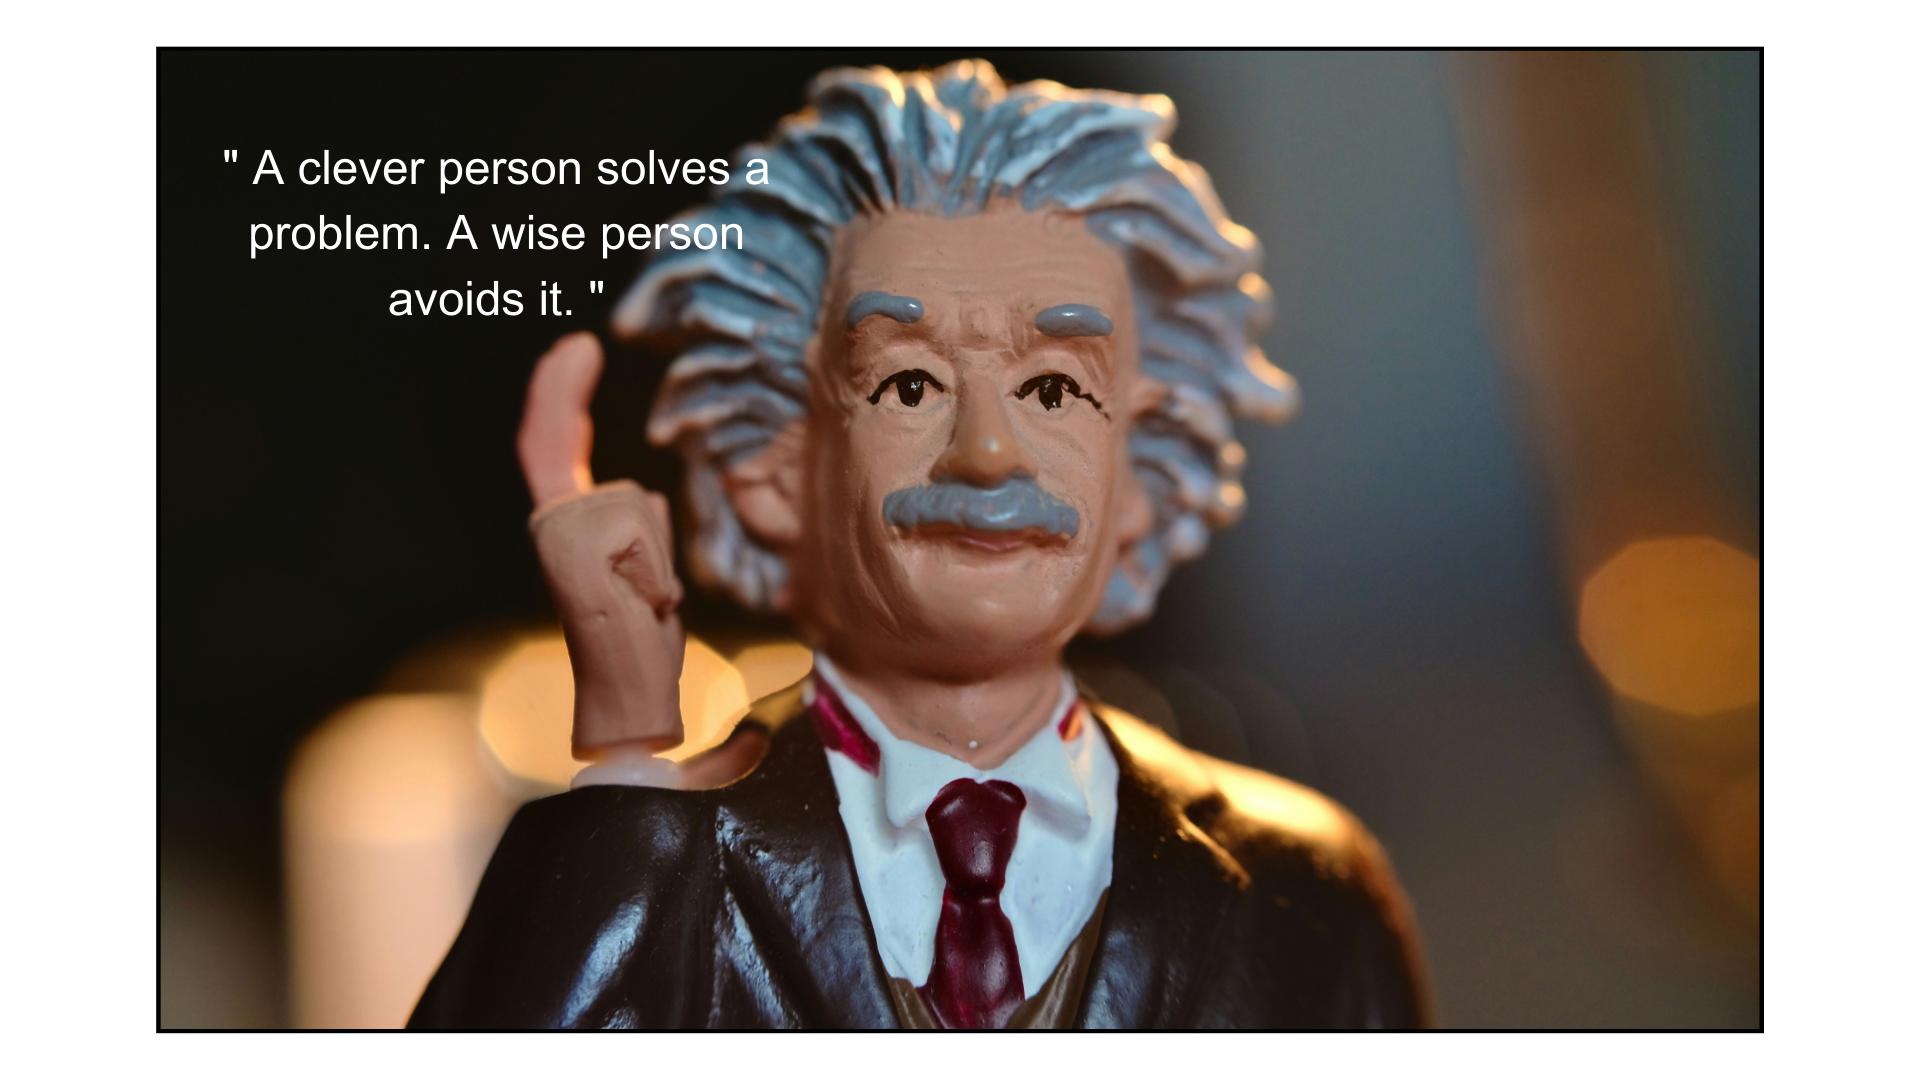 " A clever person solves a
problem. A wise person
avoids it. "